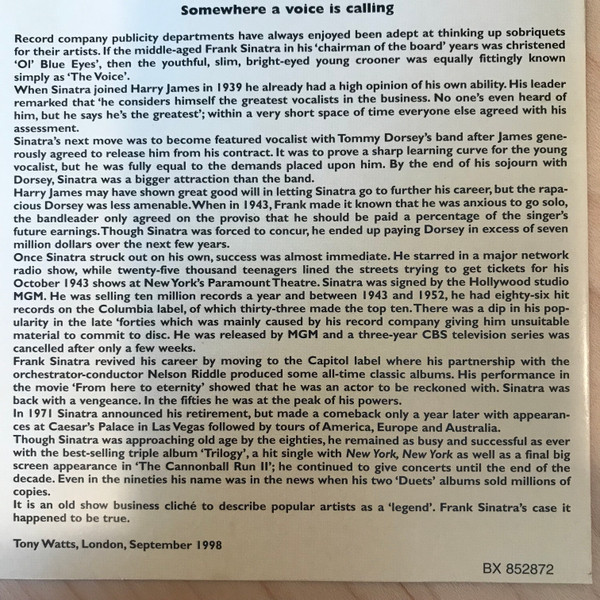 Somewhere a voice is calling
Record company publicity departments have always enjoyed been adept at thinking up sobriquets
for their artists. If the middle-aged Frank Sinatra in his ‘chairman of the board’ years was christened
‘Ol’ Blue Eyes’, then the youthful, slim, bright-eyed young crooner was equally fittingly known
simply as ‘The Voice’.
When Sinatra joined Harry James in 1939 he already had a high opinion of his own ability. His leader
remarked that ‘he considers himself the greatest vocalists in the business. No one’s even heard of
him, but he says he’s the greatest’; within a very short space of time everyone else agreed with his
assessment.
Sinatra’s next move was to become featured vocalist with Tommy Dorsey’s band after James gene-
rously agreed to release him from his contract. It was to prove a sharp learning curve for the young
vocalist, but he was fully equal to the demands placed upon him. By the end of his sojourn with
Dorsey, Sinatra was a bigger attraction than the band.
Harry James may have shown great good will in letting Sinatra go to further his career, but the rapa-
cious Dorsey was less amenable. When in 1943, Frank made it known that he was anxious to go solo,
the bandleader only agreed on the proviso that he should be paid a percentage of the singer’s
future earnings. Though Sinatra was forced to concur, he ended up paying Dorsey in excess of seven
million dollars over the next few years.
Once Sinatra struck out on his own, success was almost immediate. He starred in a major network
radio show, while twenty-five thousand teenagers lined the streets trying to get tickets for his
October 1943 shows at New York’s Paramount Theatre. Sinatra was signed by the Hollywood studio
MGM. He was selling ten million records a year and between 1943 and 1952, he had eighty-six hit
records on the Columbia label, of which thirty-three made the top ten. There was a dip in his pop-
ularity in the late ‘forties which was mainly caused by his record company giving him unsuitable
material to commit to disc. He was released by MGM and a three-year CBS television series was
cancelled after only a few weeks.
Frank Sinatra revived his career by moving to the Capitol label where his partnership with the
orchestrator-conductor Nelson Riddle produced some all-time classic albums. His performance in
the movie ‘From here to eternity’ showed that he was an actor to be reckoned with. Sinatra was
back with a vengeance. In the fifties he was at the peak of his powers.
In 1971 Sinatra announced his retirement, but made a comeback only a year later with appearan-
ces at Caesar’s Palace in Las Vegas followed by tours of America, Europe and Australia.
Though Sinatra was approaching old age by the eighties, he remained as busy and successful as ever
with the best-selling triple album ‘Trilogy’, a hit single with New York, New York as well as a final big
screen appearance in ‘The Cannonball Run II’; he continued to give concerts until the end of the
decade. Even in the nineties his name was in the news when his two ‘Duets’ albums sold millions of
copies.
It is an old show business cliché to describe popular artists as a ‘legend’. Frank Sinatra’s case it
happened to be true.
Tony Watts, London, September 1998
BX 852872